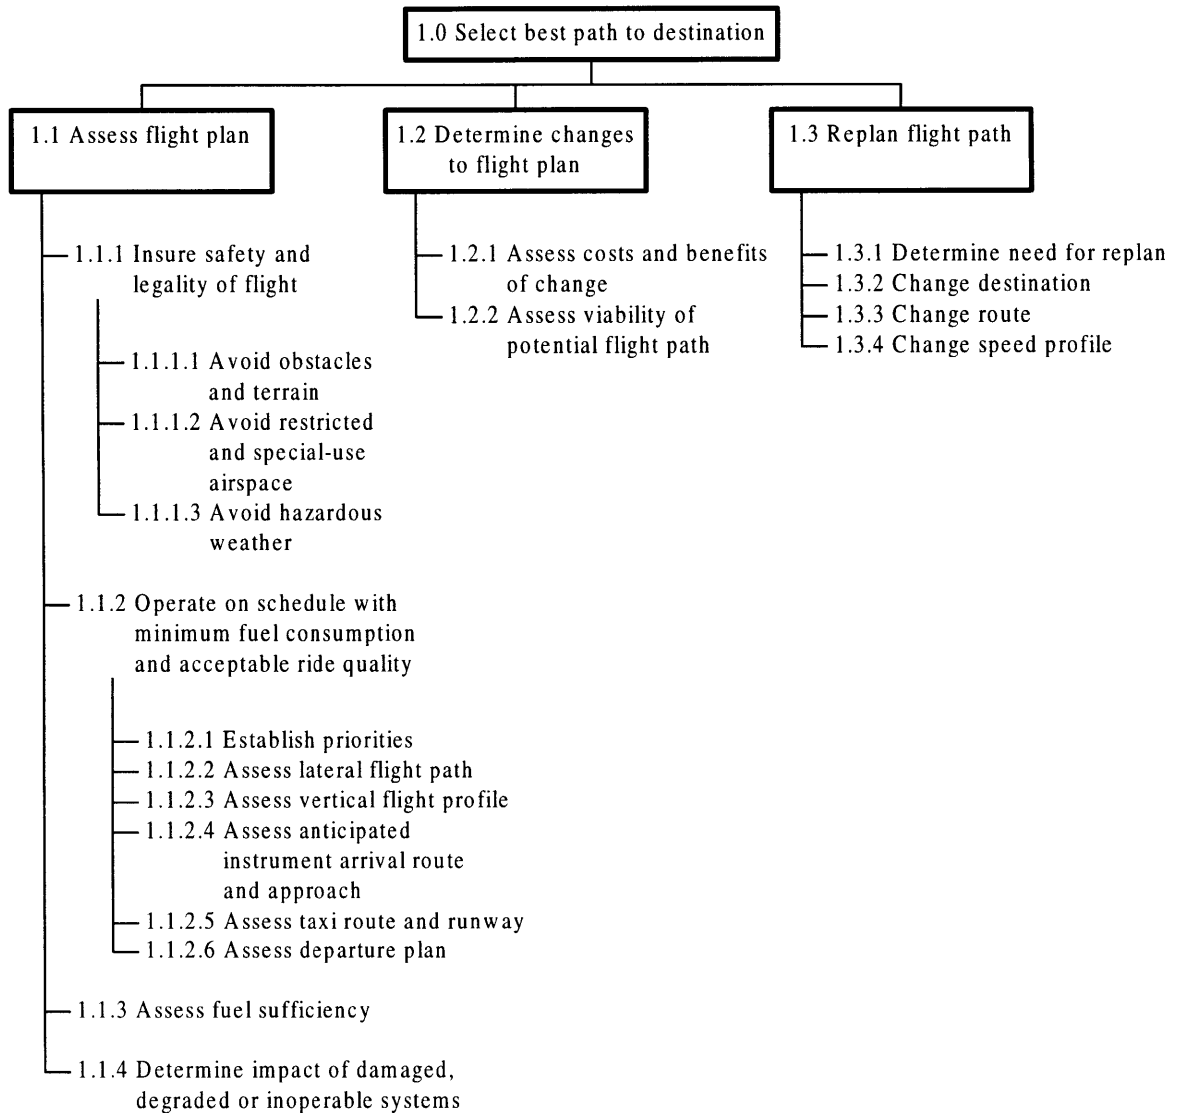 1.0 Select best path to destination
1.1 Assess flight plan
1.2 Determine changes
to flight plan
1.3 Replan flight path
1.1.1 Insure safety and
legality of flight
1.1.1.1 Avoid obstacles
and terrain
1.1.1.2 Avoid restricted
and special-use
airspace
1.1.1.3 Avoid hazardous
weather
1.1.2 Operate on schedule with
minimum fuel consumption
and acceptable ride quality
1.1.2.1 Establish priorities
1.1.2.2 Assess lateral flight path
1.1.2.3 Assess vertical flight profile
1.1.2.4 Assess anticipated
instrument arrival route
and approach
1.1.2.5 Assess taxi route and runway
1.1.2.6 Assess departure plan
1.1.3 Assess fuel sufficiency
1.1.4 Determine impact of damaged,
degraded or inoperable systems
1.2.1 Assess costs and benefits
of change
1.2.2 Assess viability of
potential flight path
1.3.1 Determine need for replan
1.3.2 Change destination
1.3.3 Change route
1.3.4 Change speed profile